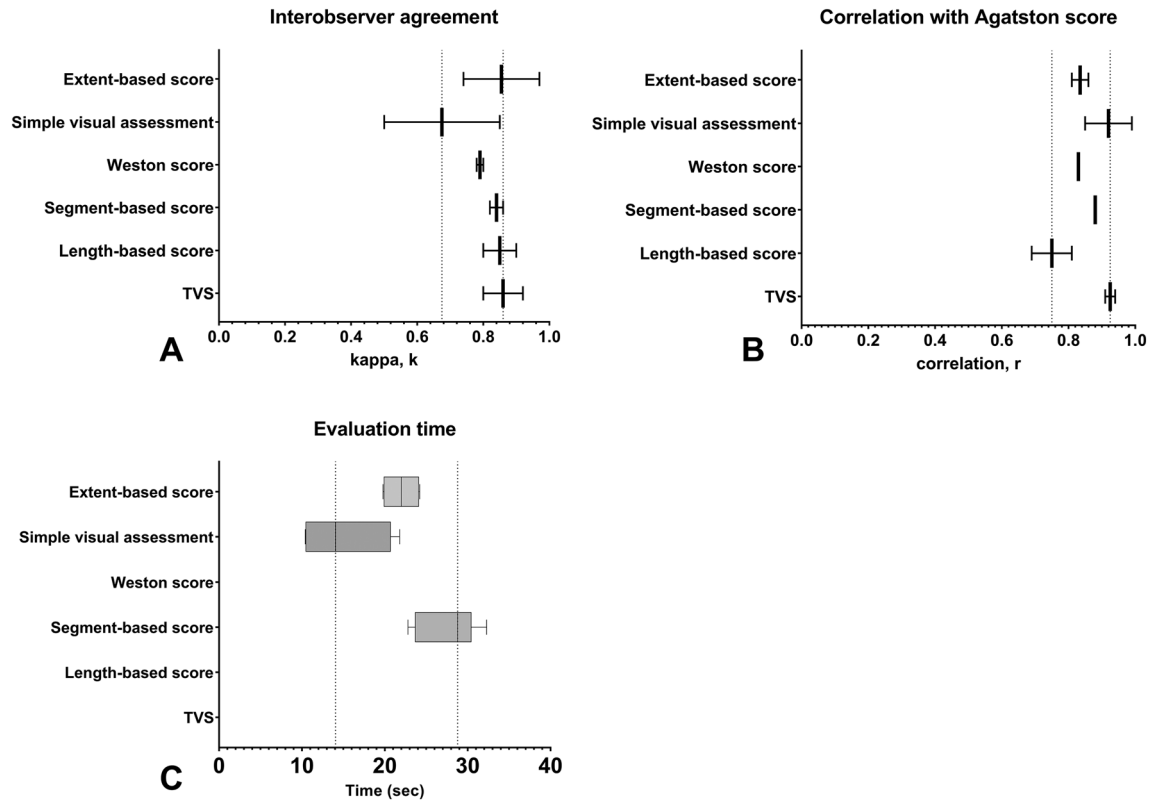 Interobserver agreement
Extent-based score
Simple visual assessment
Weston score
Segment-based score
Length-based score
TVS
0.0 0.2 0.4 0.6 0.8 1.0
kappa, k
A
Correlation with Agatston score
Extent-based score
Simple visual assessment
Weston score
Segment-based score
Length-based score
TVS
0.0 0.2 0.4 0.6 0.8 1.0
correlation, r
B
Evaluation time
Extent-based score
Simple visual assessment
Weston score
Segment-based score
Length-based score
TVS
0 10 20 30 40
Time (sec)
C